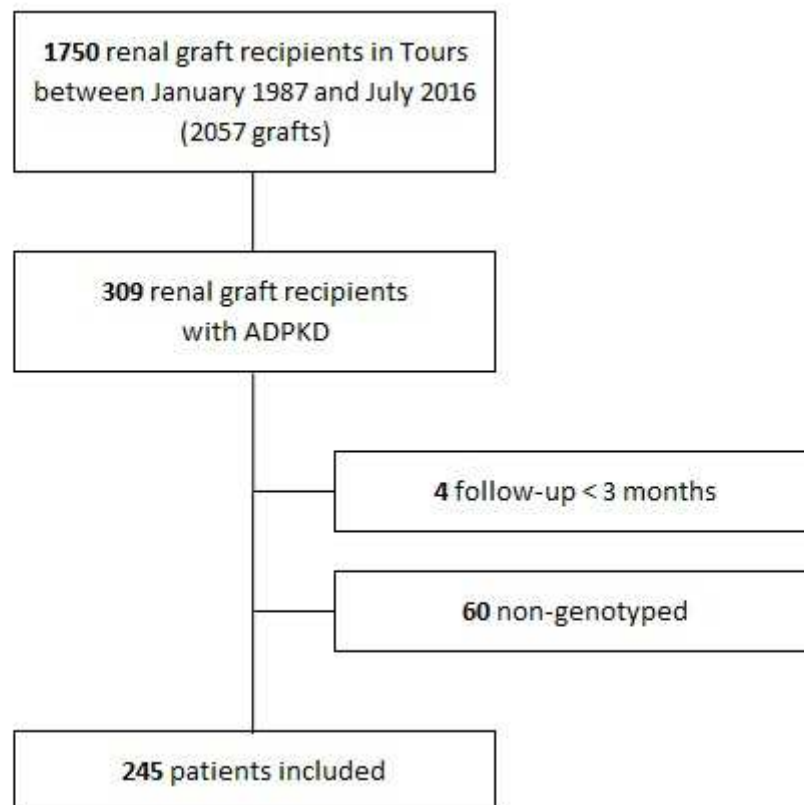 1750 renal graft recipients in Tours
between January 1987 and July 2016
(2057 grafts)
309 renal graft recipients
with ADPKD
4 follow-up < 3 months
60 non-genotyped
245 patients included